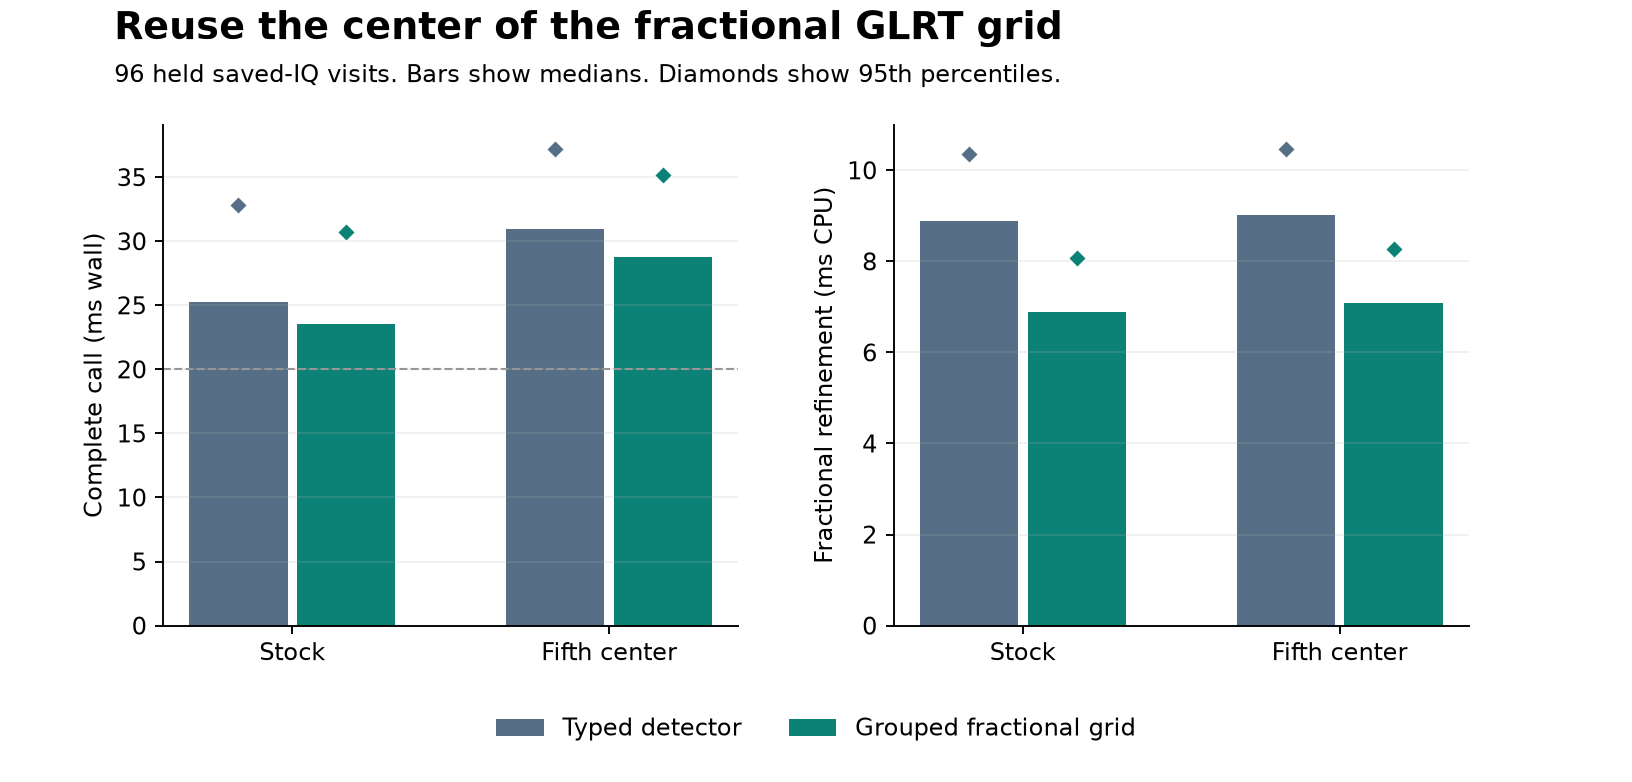 Reuse the center of the fractional GLRT grid
96 held saved-IQ visits. Bars show medians. Diamonds show 95th percentiles.
Complete call (ms wall)
35
30
25
20
15
10
5
0
Stock
Fifth center
Fractional refinement (ms CPU)
10
8
6
4
2
0
Stock
Fifth center
Typed detector
Grouped fractional grid